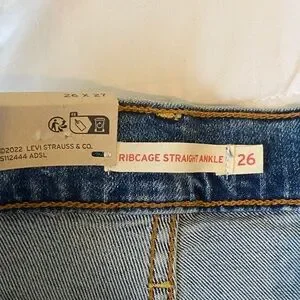 26 X 27
©2022 LEVI STRAUSS & CO.
S112444 ADSL
RIBCAGE STRAIGHT ANKLE 26